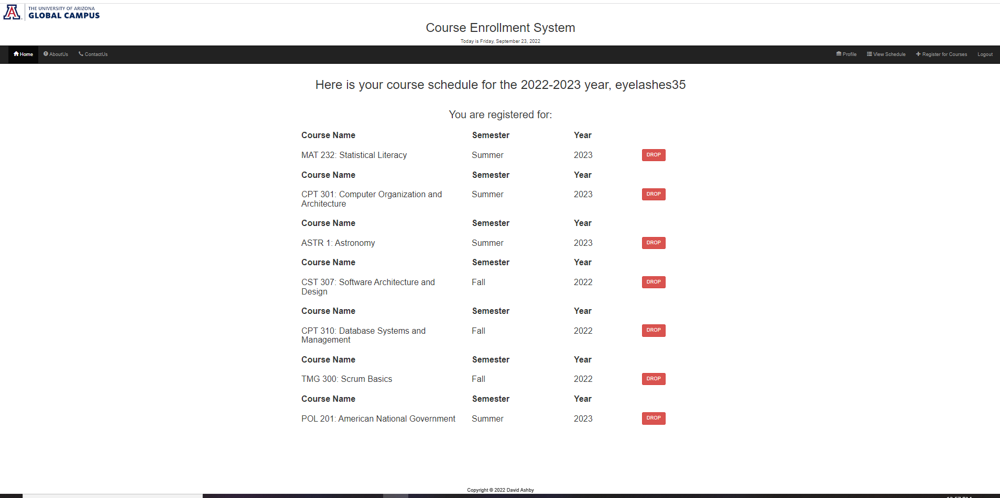 THE UNIVERSITY OF ARIZONA
GLOBAL CAMPUS
Course Enrollment System
Today is Friday, September 23, 2022
Home AboutUs ContactUs Profile View Schedule Register for Courses Logout
Here is your course schedule for the 2022-2023 year, eyelashes35
You are registered for:
Course Name Semester Year
MAT 232: Statistical Literacy Summer 2023 DROP
Course Name Semester Year
CPT 301: Computer Organization and Summer 2023 DROP
Architecture
Course Name Semester Year
ASTR 1: Astronomy Summer 2023 DROP
Course Name Semester Year
CST 307: Software Architecture and Fall 2022 DROP
Design
Course Name Semester Year
CPT 310: Database Systems and Fall 2022 DROP
Management
Course Name Semester Year
TMG 300: Scrum Basics Fall 2022 DROP
Course Name Semester Year
POL 201: American National Government Summer 2023 DROP
Copyright © 2022 David Ashby